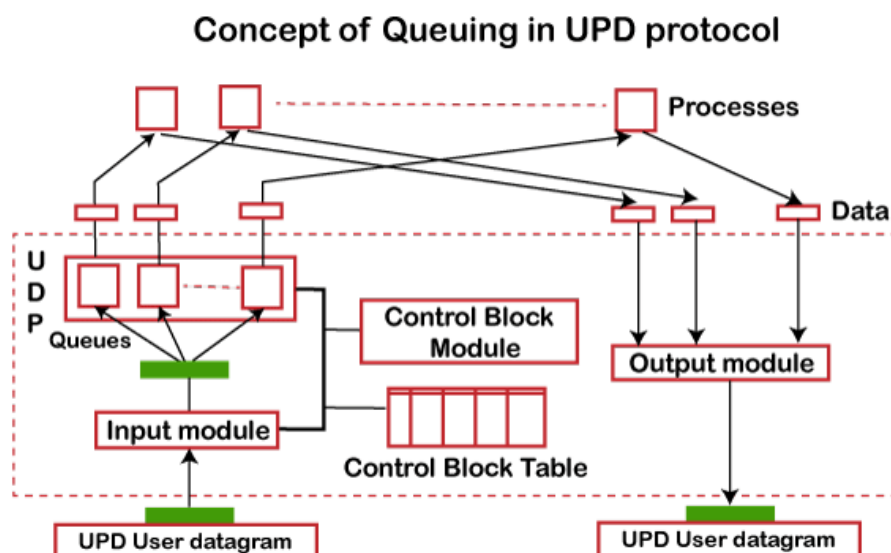 Concept of Queuing in UPD protocol
Processes
Data
U
D
P
Queues
Control Block
Module
Output module
Input module
Control Block Table
UPD User datagram
UPD User datagram